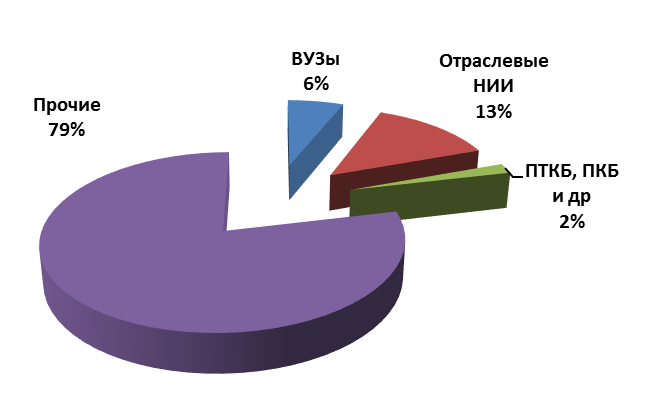 ВУЗы
6%
Отраслевые
НИИ
13%
ПТКБ, ПКБ
и др
2%
Прочие
79%